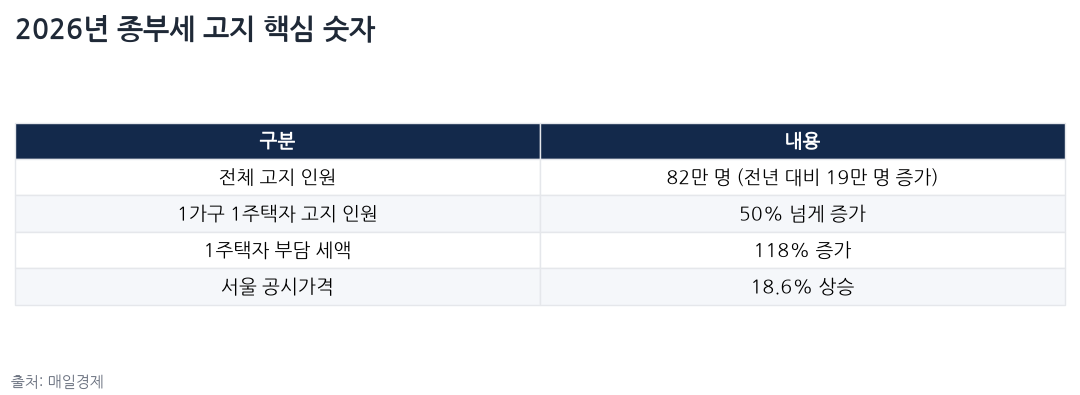 2026년 종부세 고지 핵심 숫자
구분 내용
전체 고지 인원 82만 명 (전년 대비 19만 명 증가)
1가구 1주택자 고지 인원 50% 넘게 증가
1주택자 부담 세액 118% 증가
서울 공시가격 18.6% 상승
출처: 매일경제